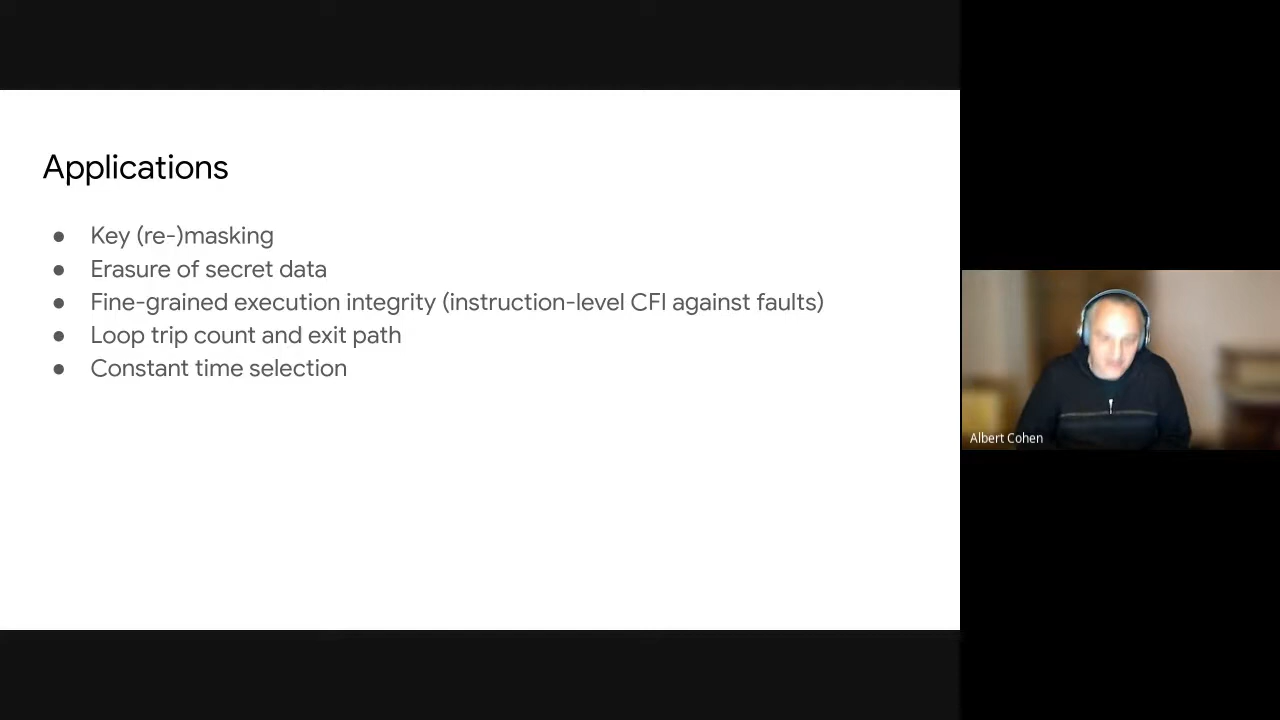 Applications
● Key (re-)masking
● Erasure of secret data
● Fine-grained execution integrity (instruction-level CFI against faults)
● Loop trip count and exit path
● Constant time selection
Albert Cohen